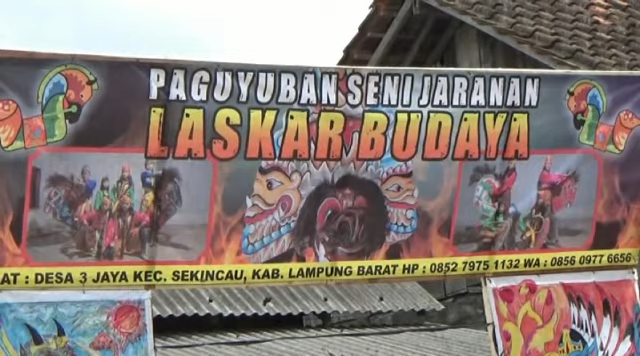 PAGUYUBAN SENI JARANAN
LASKAR BUDAYA
AT : DESA 3 JAYA KEC. SEKINCAU, KAB. LAMPUNG BARAT HP : 0852 7975 1132 WA : 0856 0977 6656